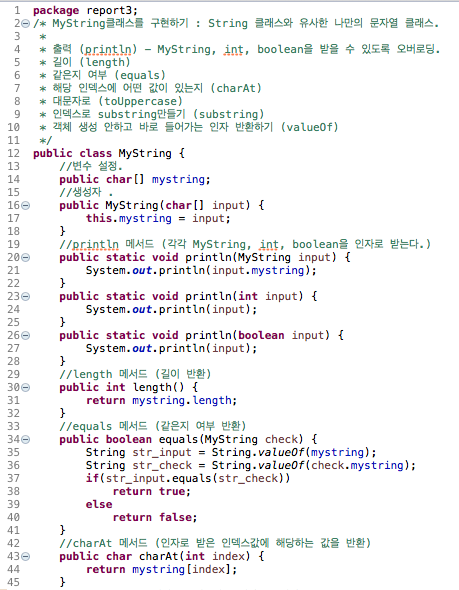 1 package report3;
2 /* MyString클래스를 구현하기 : String 클래스와 유사한 나만의 문자열 클래스.
3 *
4 * 출력 (println) – MyString, int, boolean을 받을 수 있도록 오버로딩.
5 * 길이 (length)
6 * 같은지 여부 (equals)
7 * 해당 인덱스에 어떤 값이 있는지 (charAt)
8 * 대문자로 (toUppercase)
9 * 인덱스로 substring만들기 (substring)
10 * 객체 생성 안하고 바로 들어가는 인자 반환하기 (valueOf)
11 */
12 public class MyString {
13 //변수 설정.
14 public char[] mystring;
15 //생성자 .
16 public MyString(char[] input) {
17 this.mystring = input;
18 }
19 //println 메서드 (각각 MyString, int, boolean을 인자로 받는다.)
20 public static void println(MyString input) {
21 System.out.println(input.mystring);
22 }
23 public static void println(int input) {
24 System.out.println(input);
25 }
26 public static void println(boolean input) {
27 System.out.println(input);
28 }
29 //length 메서드 (길이 반환)
30 public int length() {
31 return mystring.length;
32 }
33 //equals 메서드 (같은지 여부 반환)
34 public boolean equals(MyString check) {
35 String str_input = String.valueOf(mystring);
36 String str_check = String.valueOf(check.mystring);
37 if(str_input.equals(str_check))
38 return true;
39 else
40 return false;
41 }
42 //charAt 메서드 (인자로 받은 인덱스값에 해당하는 값을 반환)
43 public char charAt(int index) {
44 return mystring[index];
45 }